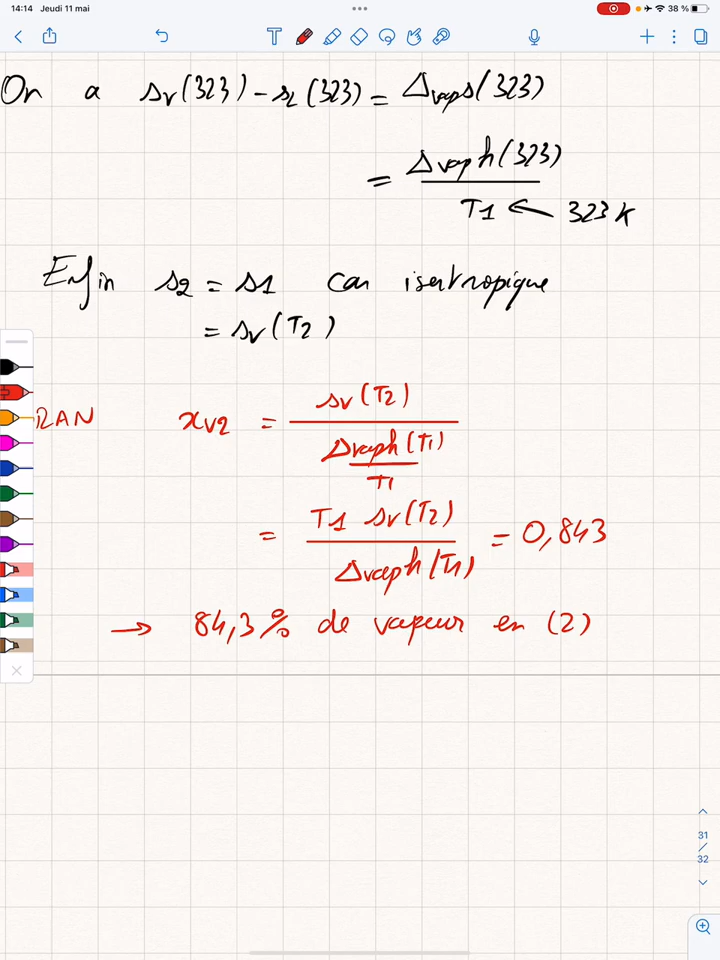 14:14 Jeudi 11 mai
38 %
On a sv(323) - sL(323) = Δvaps(323)
= Δvaph(323)
T1 ← 323 K
Enfin s2 = s1 car isentropique
= sv(T2)
RAN xv2 = sv(T2)
Δvaph(T1)
T1
= T1 sv(T2) = 0,843
Δvaph(T1)
→ 84,3% de vapeur en (2)
31
/
32